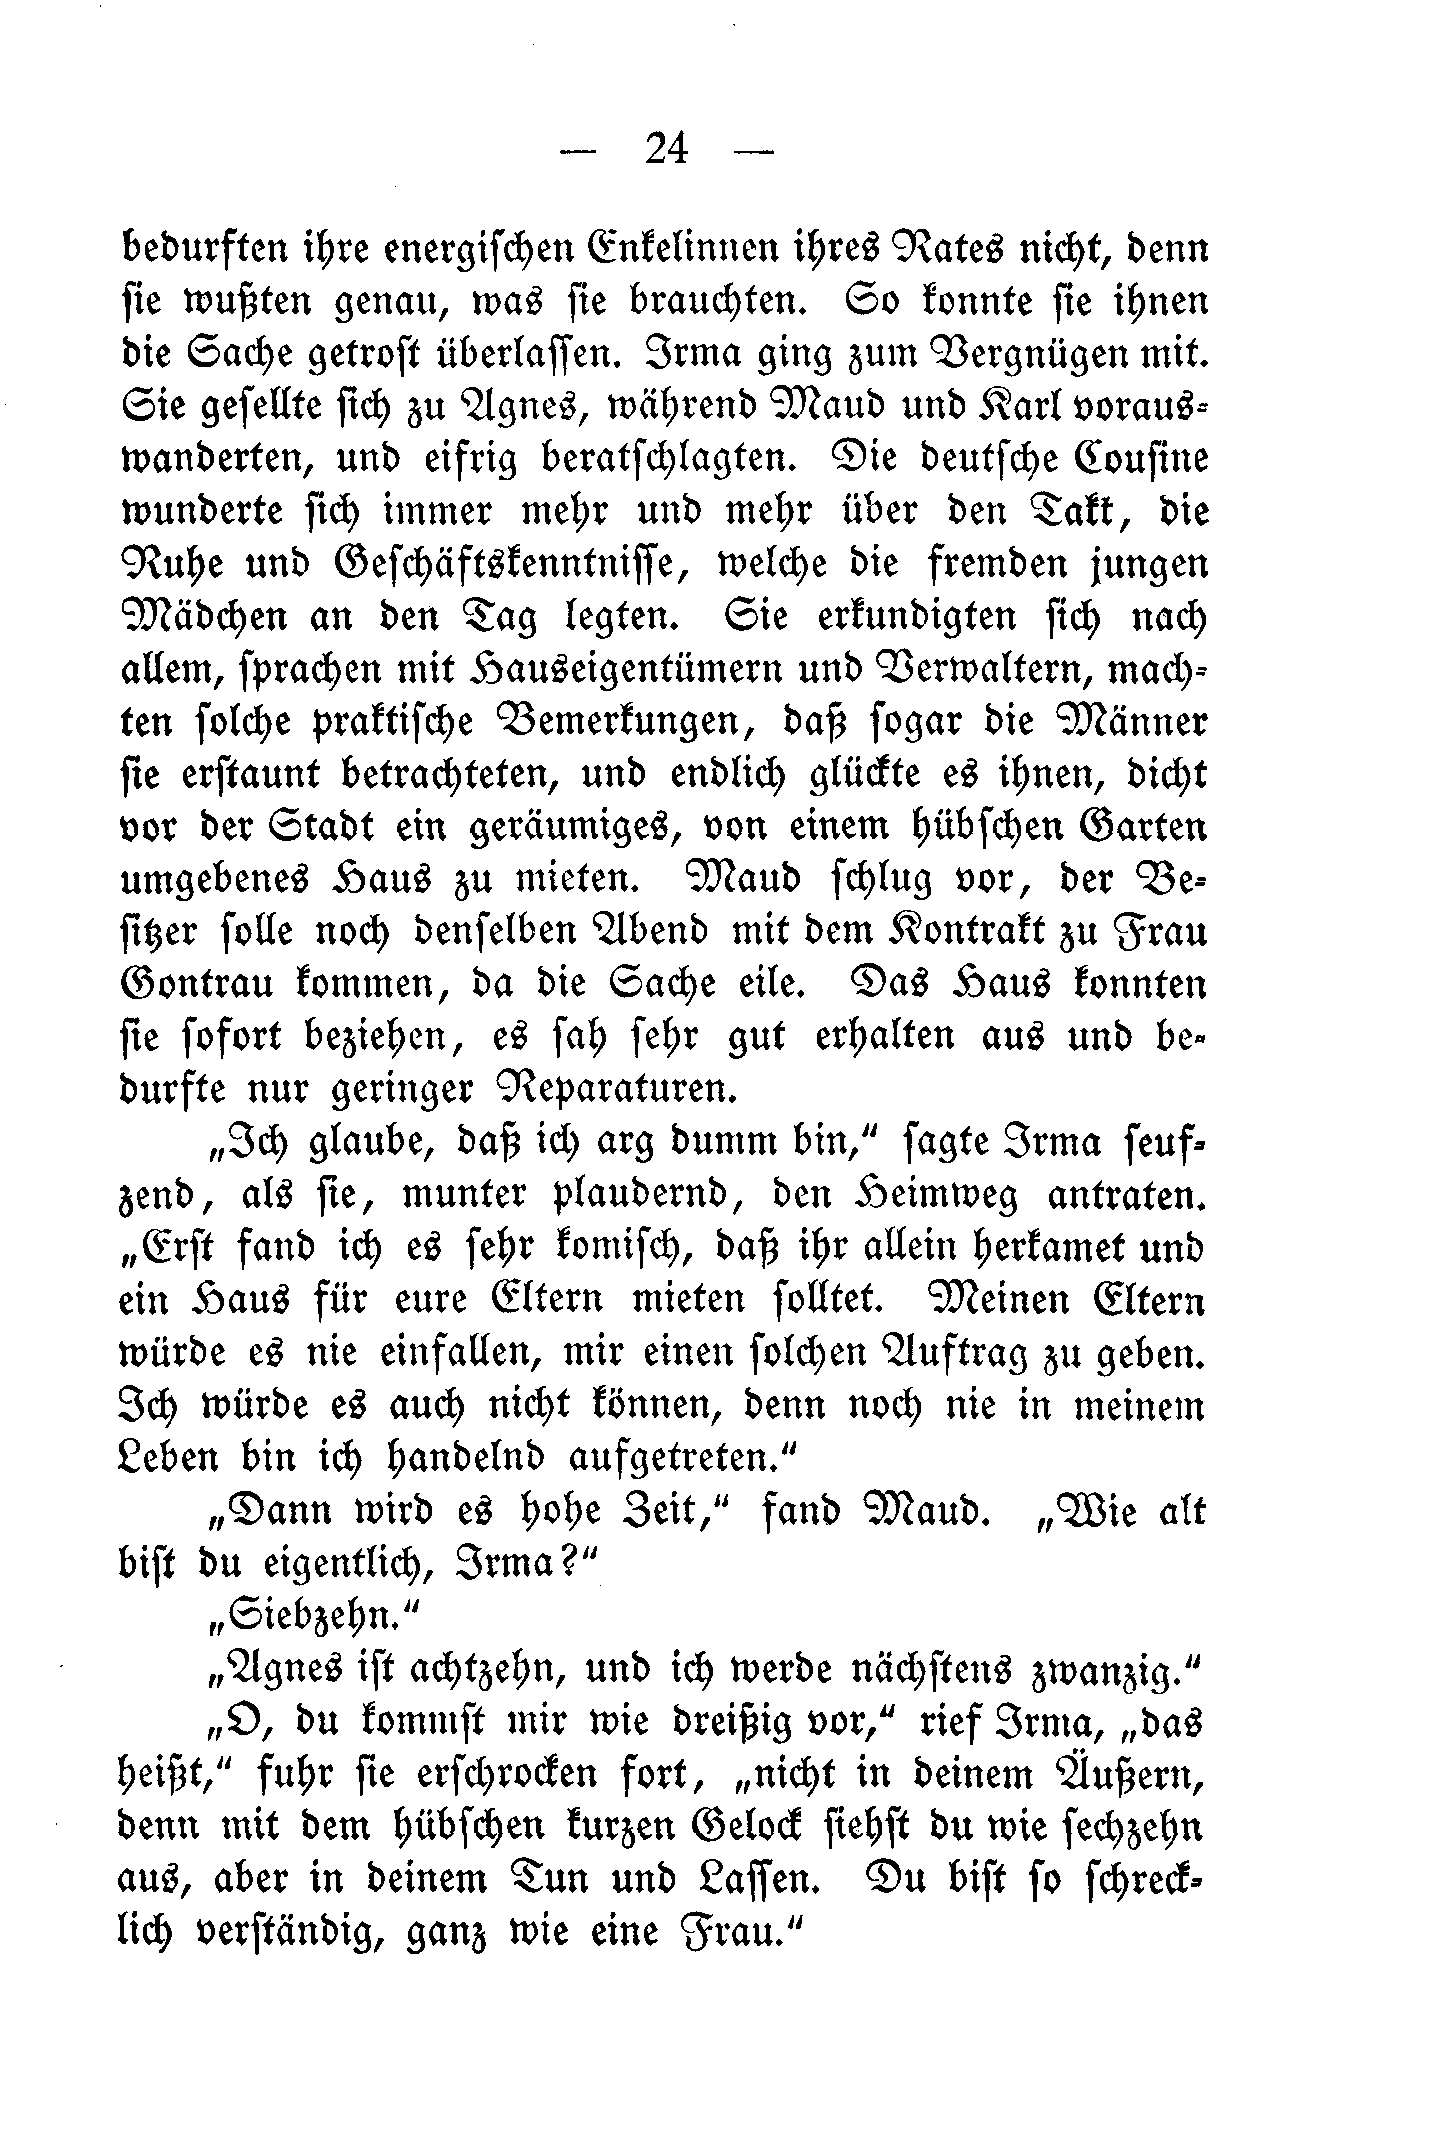 — 24 —
bedurften ihre energischen Enkelinnen ihres Rates nicht, denn
sie wußten genau, was sie brauchten. So konnte sie ihnen
die Sache getrost überlassen. Irma ging zum Vergnügen mit.
Sie gesellte sich zu Agnes, während Maud und Karl voraus-
wanderten, und eifrig beratschlagten. Die deutsche Cousine
wunderte sich immer mehr und mehr über den Takt, die
Ruhe und Geschäftskenntnisse, welche die fremden jungen
Mädchen an den Tag legten. Sie erkundigten sich nach
allem, sprachen mit Hauseigentümern und Verwaltern, mach-
ten solche praktische Bemerkungen, daß sogar die Männer
sie erstaunt betrachteten, und endlich glückte es ihnen, dicht
vor der Stadt ein geräumiges, von einem hübschen Garten
umgebenes Haus zu mieten. Maud schlug vor, der Be-
sitzer solle noch denselben Abend mit dem Kontrakt zu Frau
Gontrau kommen, da die Sache eile. Das Haus konnten
sie sofort beziehen, es sah sehr gut erhalten aus und be-
durfte nur geringer Reparaturen.
„Ich glaube, daß ich arg dumm bin,“ sagte Irma seuf-
zend, als sie, munter plaudernd, den Heimweg antraten.
„Erst fand ich es sehr komisch, daß ihr allein herkamet und
ein Haus für eure Eltern mieten solltet. Meinen Eltern
würde es nie einfallen, mir einen solchen Auftrag zu geben.
Ich würde es auch nicht können, denn noch nie in meinem
Leben bin ich handelnd aufgetreten.“
„Dann wird es hohe Zeit,“ fand Maud. „Wie alt
bist du eigentlich, Irma?“
„Siebzehn.“
„Agnes ist achtzehn, und ich werde nächstens zwanzig.“
„O, du kommst mir wie dreißig vor,“ rief Irma, „das
heißt,“ fuhr sie erschrocken fort, „nicht in deinem Äußern,
denn mit dem hübschen kurzen Gelock siehst du wie sechzehn
aus, aber in deinem Tun und Lassen. Du bist so schreck-
lich verständig, ganz wie eine Frau.“